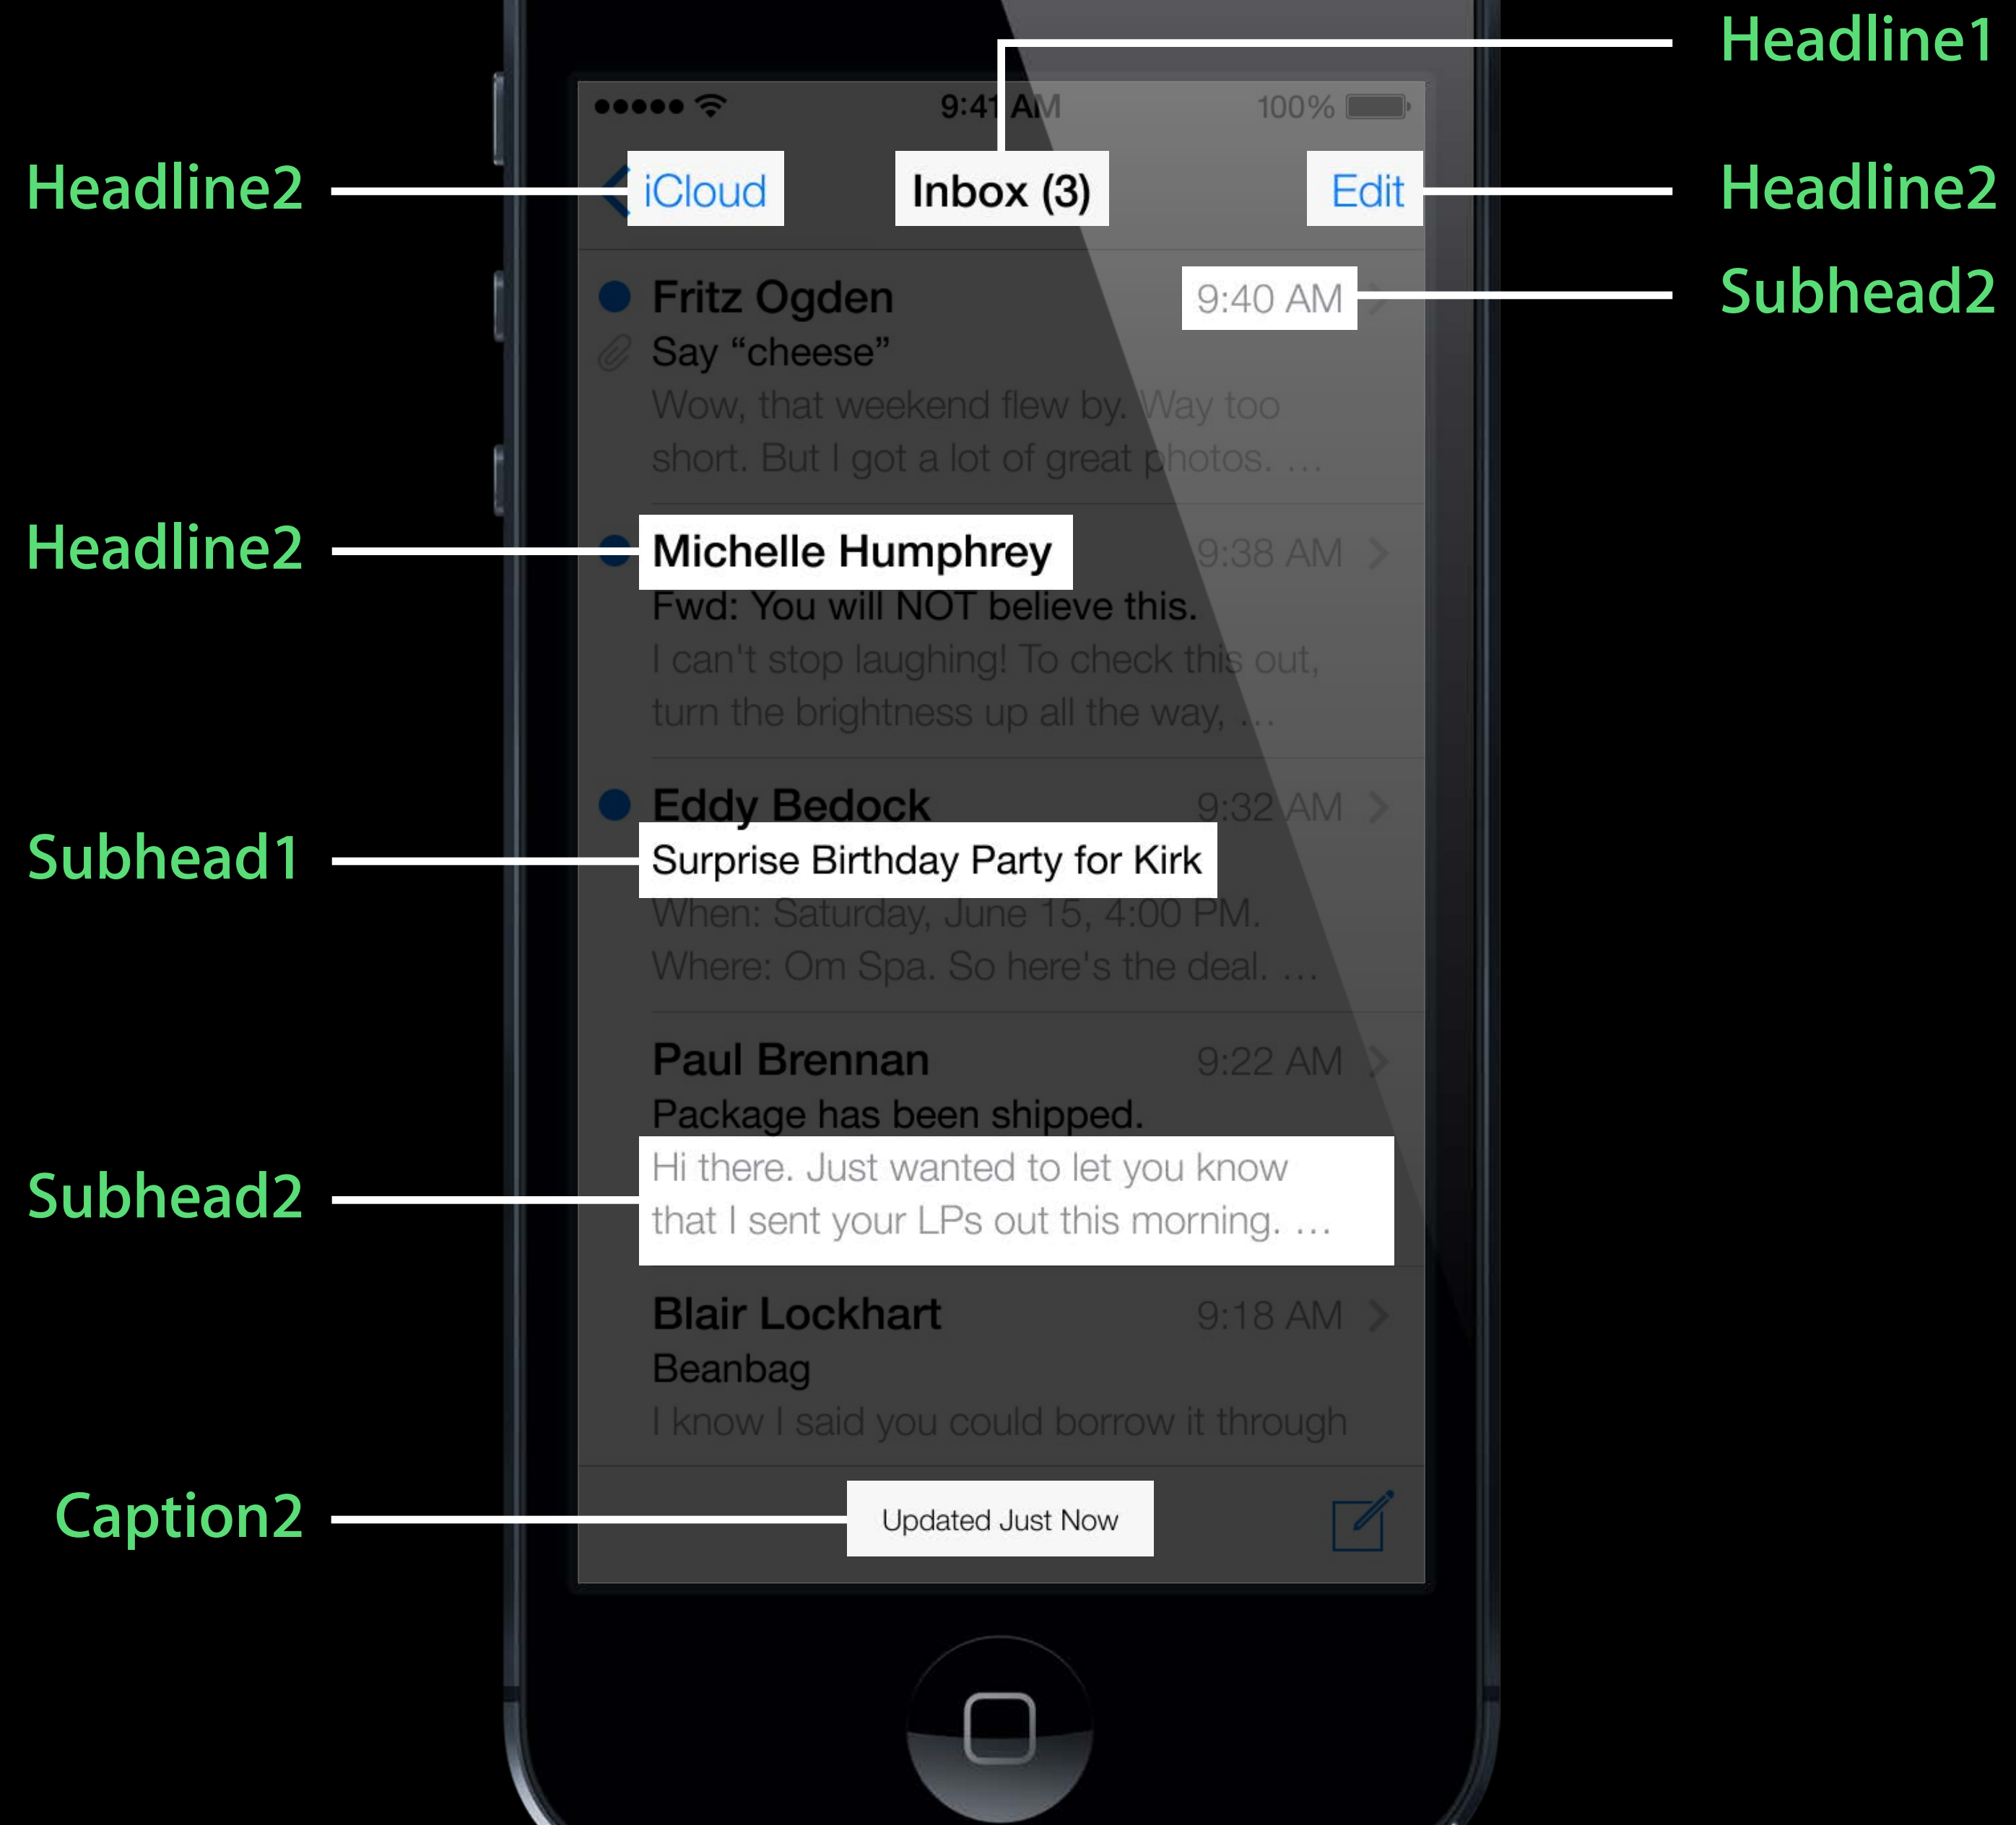 Headline1
9:41 AM 100%
Headline2 iCloud Inbox (3) Edit Headline2
Fritz Ogden 9:40 AM Subhead2
Say “cheese”
Wow, that weekend flew by. Way too
short. But I got a lot of great photos. …
Headline2 Michelle Humphrey 9:38 AM
Fwd: You will NOT believe this.
I can't stop laughing! To check this out,
turn the brightness up all the way, …
Eddy Bedock 9:32 AM
Subhead1 Surprise Birthday Party for Kirk
When: Saturday, June 15, 4:00 PM.
Where: Om Spa. So here's the deal. …
Paul Brennan 9:22 AM
Package has been shipped.
Hi there. Just wanted to let you know
Subhead2
that I sent your LPs out this morning. …
Blair Lockhart 9:18 AM
Beanbag
I know I said you could borrow it through
Caption2 Updated Just Now